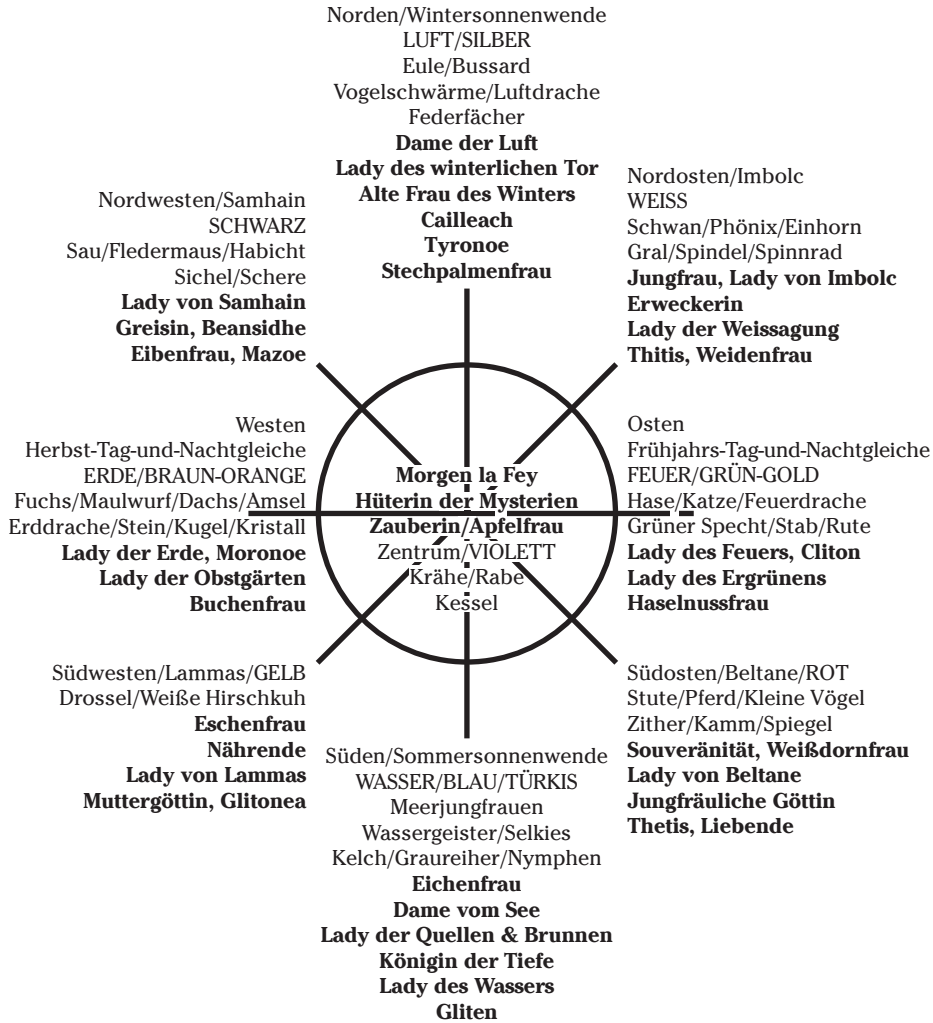 Norden/Wintersonnenwende
LUFT/SILBER
Eule/Bussard
Vogelschwärme/Luftdrache
Federfächer
Dame der Luft
Lady des winterlichen Tor
Alte Frau des Winters
Cailleach
Tyronoe
Stechpalmenfrau
Nordosten/Imbolc
WEISS
Schwan/Phönix/Einhorn
Gral/Spindel/Spinnrad
Jungfrau, Lady von Imbolc
Erweckerin
Lady der Weissagung
Thitis, Weidenfrau
Nordwesten/Samhain
SCHWARZ
Sau/Fledermaus/Habicht
Sichel/Schere
Lady von Samhain
Greisin, Beansidhe
Eibenfrau, Mazoe
Westen
Herbst-Tag-und-Nachtgleiche
ERDE/BRAUN-ORANGE
Fuchs/Maulwurf/Dachs/Amsel
Erddrache/Stein/Kugel/Kristall
Lady der Erde, Moronoe
Lady der Obstgärten
Buchenfrau
Morgen la Fey
Hüterin der Mysterien
Zauberin/Apfelfrau
Zentrum/VIOLETT
Krähe/Rabe
Kessel
Osten
Frühjahrs-Tag-und-Nachtgleiche
FEUER/GRÜN-GOLD
Hase/Katze/Feuerdrache
Grüner Specht/Stab/Rute
Lady des Feuers, Cliton
Lady des Ergrünens
Haselnussfrau
Südwesten/Lammas/GELB
Drossel/Weiße Hirschkuh
Eschenfrau
Nährende
Lady von Lammas
Muttergöttin, Glitonea
Südosten/Beltane/ROT
Stute/Pferd/Kleine Vögel
Zither/Kamm/Spiegel
Souveränität, Weißdornfrau
Lady von Beltane
Jungfräuliche Göttin
Thetis, Liebende
Süden/Sommersonnenwende
WASSER/BLAU/TÜRKIS
Meerjungfrauen
Wassergeister/Selkies
Kelch/Graureiher/Nymphen
Eichenfrau
Dame vom See
Lady der Quellen & Brunnen
Königin der Tiefe
Lady des Wassers
Gliten